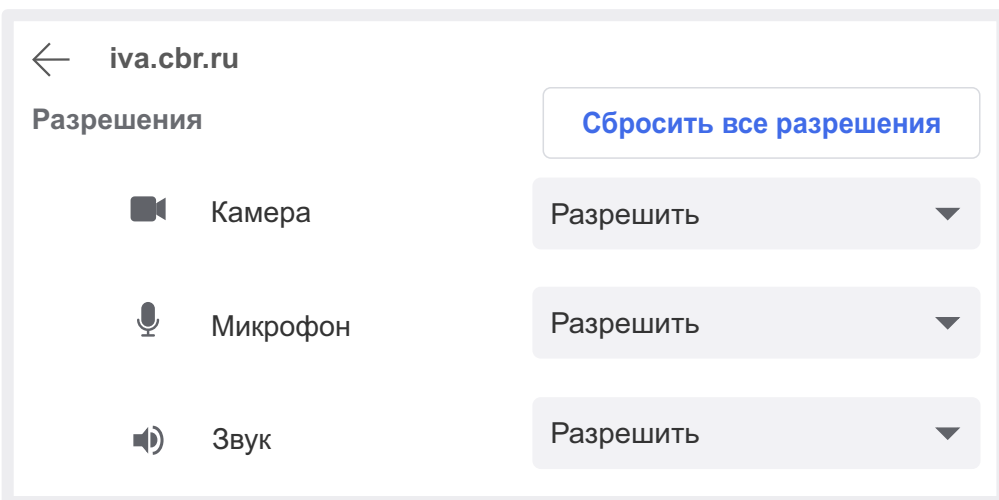 iva.cbr.ru
Разрешения
Сбросить все разрешения
Камера
Разрешить
Микрофон
Разрешить
Звук
Разрешить